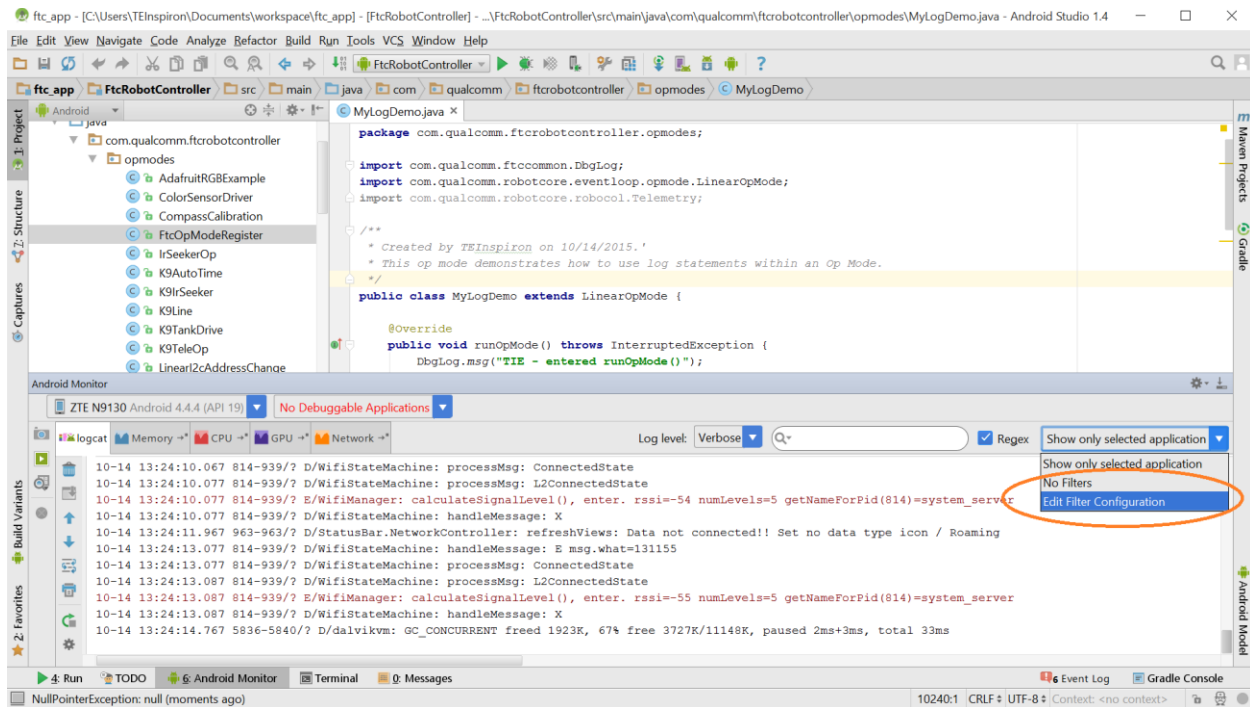 ftc_app - [C:\Users\TEInspiron\Documents\workspace\ftc_app] - [FtcRobotController] - ...\FtcRobotController\src\main\java\com\qualcomm\ftcrobotcontroller\opmodes\MyLogDemo.java - Android Studio 1.4
File Edit View Navigate Code Analyze Refactor Build Run Tools VCS Window Help
FtcRobotController
ftc_app FtcRobotController src main java com qualcomm ftcrobotcontroller opmodes MyLogDemo
1: Project
Z: Structure
Captures
Build Variants
2: Favorites
Android
java
com.qualcomm.ftcrobotcontroller
opmodes
AdafruitRGBExample
ColorSensorDriver
CompassCalibration
FtcOpModeRegister
IrSeekerOp
K9AutoTime
K9IrSeeker
K9Line
K9TankDrive
K9TeleOp
LinearI2cAddressChange
MyLogDemo.java
package com.qualcomm.ftcrobotcontroller.opmodes;
import com.qualcomm.ftccommon.DbgLog;
import com.qualcomm.robotcore.eventloop.opmode.LinearOpMode;
import com.qualcomm.robotcore.robocol.Telemetry;
/**
* Created by TEInspiron on 10/14/2015.'
* This op mode demonstrates how to use log statements within an Op Mode.
*/
public class MyLogDemo extends LinearOpMode {
@Override
public void runOpMode() throws InterruptedException {
DbgLog.msg("TIE - entered runOpMode()");
m
Maven Projects
Gradle
Android Model
Android Monitor
ZTE N9130 Android 4.4.4 (API 19) No Debuggable Applications
logcat Memory CPU GPU Network Log level: Verbose Regex Show only selected application
Show only selected application
No Filters
Edit Filter Configuration
10-14 13:24:10.067 814-939/? D/WifiStateMachine: processMsg: ConnectedState
10-14 13:24:10.077 814-939/? D/WifiStateMachine: processMsg: L2ConnectedState
10-14 13:24:10.077 814-939/? E/WifiManager: calculateSignalLevel(), enter. rssi=-54 numLevels=5 getNameForPid(814)=system_server
10-14 13:24:10.077 814-939/? D/WifiStateMachine: handleMessage: X
10-14 13:24:11.967 963-963/? D/StatusBar.NetworkController: refreshViews: Data not connected!! Set no data type icon / Roaming
10-14 13:24:13.077 814-939/? D/WifiStateMachine: handleMessage: E msg.what=131155
10-14 13:24:13.077 814-939/? D/WifiStateMachine: processMsg: ConnectedState
10-14 13:24:13.087 814-939/? D/WifiStateMachine: processMsg: L2ConnectedState
10-14 13:24:13.087 814-939/? E/WifiManager: calculateSignalLevel(), enter. rssi=-55 numLevels=5 getNameForPid(814)=system_server
10-14 13:24:13.087 814-939/? D/WifiStateMachine: handleMessage: X
10-14 13:24:14.767 5836-5840/? D/dalvikvm: GC_CONCURRENT freed 1923K, 67% free 3727K/11148K, paused 2ms+3ms, total 33ms
4: Run TODO 6: Android Monitor Terminal 0: Messages 6 Event Log Gradle Console
NullPointerException: null (moments ago) 10240:1 CRLF UTF-8 Context: <no context>